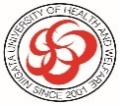 NIIGATA UNIVERSITY OF HEALTH AND WELFARE
SINCE 2001